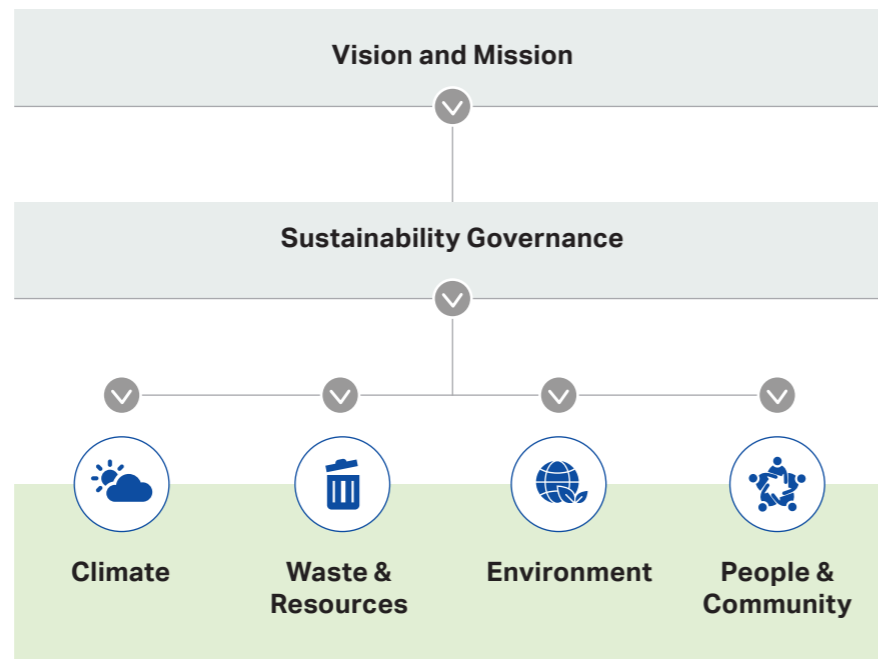 Vision and Mission
Sustainability Governance
Climate
Waste &
Resources
Environment
People &
Community